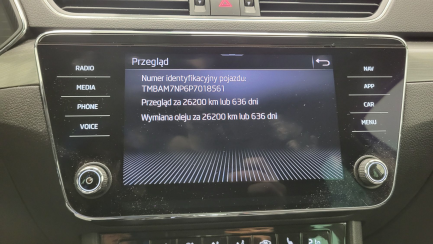 Przegląd
RADIO
MEDIA
PHONE
VOICE
Numer identyfikacyjny pojazdu:
TMBAM7NP6P7018561
Przegląd za 26200 km lub 636 dni
Wymiana oleju za 26200 km lub 636 dni
NAV
APP
CAR
MENU